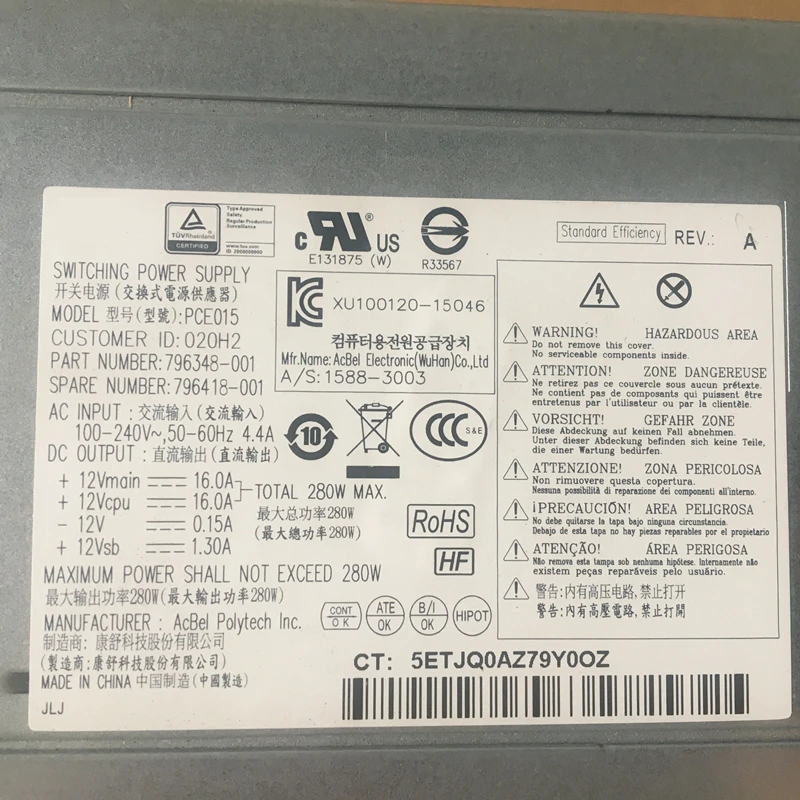 Type Approved
Safety
Regular Production
Surveillance
TÜVRheinland
CERTIFIED
www.tuv.com
ID 2000000000
c RU ® US
E131875 (W)
R33567
Standard Efficiency
REV.: A
SWITCHING POWER SUPPLY
开关电源 (交換式電源供應器)
MODEL 型号(型號):PCE015
CUSTOMER ID: 020H2
PART NUMBER: 796348-001
SPARE NUMBER: 796418-001
XU100120-15046
컴퓨터용전원공급장치
Mfr.Name: AcBel Electronic(WuHan)Co.,Ltd
A/S: 1588-3003
AC INPUT : 交流输入 (交流輸入)
100-240V~,50-60Hz 4.4A
DC OUTPUT : 直流输出 (直流輸出)
10
CCC S&E
+ 12Vmain 16.0A
+ 12Vcpu 16.0A
- 12V 0.15A
+ 12Vsb 1.30A
TOTAL 280W MAX.
最大总功率280W
(最大總功率280W)
RoHS
HF
MAXIMUM POWER SHALL NOT EXCEED 280W
最大输出功率280W(最大輸出功率280W)
MANUFACTURER : AcBel Polytech Inc.
制造商: 康舒科技股份有限公司
(製造商: 康舒科技股份有限公司)
MADE IN CHINA 中国制造 (中國製造)
JLJ
CONT OK
ATE OK
B/I OK
HIPOT
WARNING! HAZARDOUS AREA
Do not remove this cover.
No serviceable components inside.
ATTENTION! ZONE DANGEREUSE
Ne retirez pas ce couvercle sous aucun prétexte.
Ne contient pas de composants qui puissent être
entretenus par l'utilisateur ou par la clientèle.
VORSICHT! GEFAHR ZONE
Diese Abdeckung auf keinen Fall abnehmen.
Unter dieser Abdeckung befinden sich keine Teile,
die einer Wartung bedürfen.
ATTENZIONE! ZONA PERICOLOSA
Non rimuovere questa copertura.
Nessuna possibilità di reparazione dei componenti all'interno.
¡PRECAUCIÓN! AREA PELIGROSA
No debe quitarse la tapa bajo ninguna circunstancia.
Debajo de esta tapa no hay piezas reparables por el propietario
ATENÇÃO! ÁREA PERIGOSA
Não remova esta tampa sob nenhuma hipótese. Internamente não
existem peças reparáveis pelo usuário.
警告:内有高压电路,禁止打开
警告:內有高壓電路,禁止打開
CT: 5ETJQ0AZ79Y0OZ